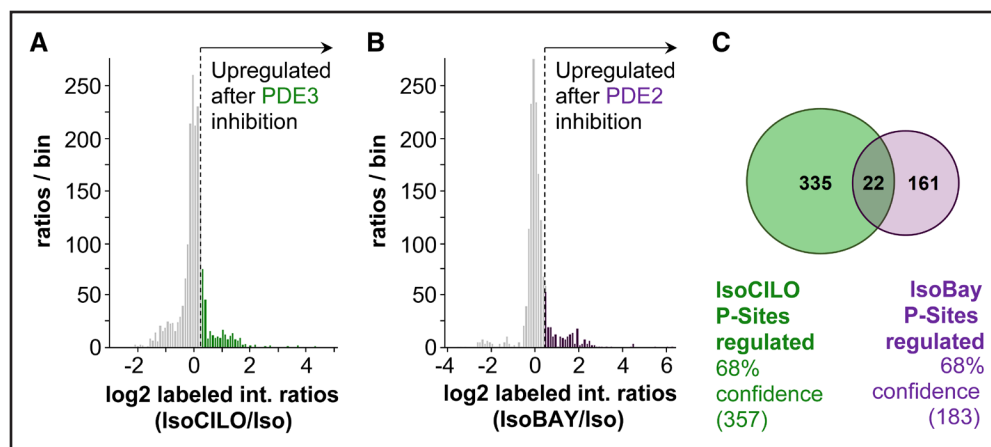 A
Upregulated
after PDE3
inhibition
ratios / bin
250
200
150
100
50
0
-2
0
2
4
log2 labeled int. ratios
(IsoCILO/Iso)
B
Upregulated
after PDE2
inhibition
ratios / bin
250
200
150
100
50
0
-4
-2
0
2
4
6
log2 labeled int. ratios
(IsoBAY/Iso)
C
335
22
161
IsoCILO
P-Sites
regulated
68%
confidence
(357)
IsoBay
P-Sites
regulated
68%
confidence
(183)